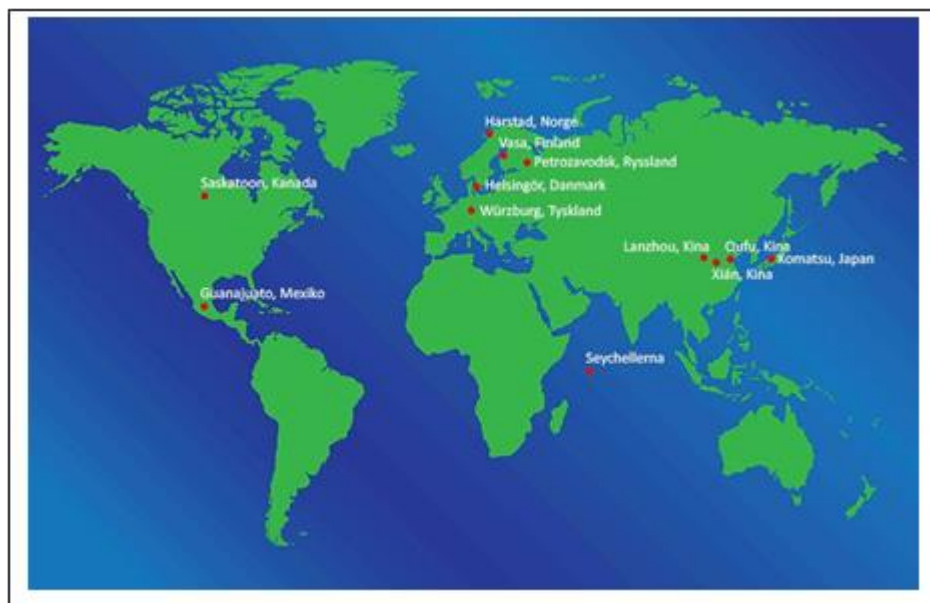 Harstad, Norge
Vasa, Finland
Petrozavodsk, Ryssland
Saskatoon, Kanada
Helsingör, Danmark
Würzburg, Tyskland
Lanzhou, Kina
Qufu, Kina
Komatsu, Japan
Xián, Kina
Guanajuato, Mexiko
Seychellerna